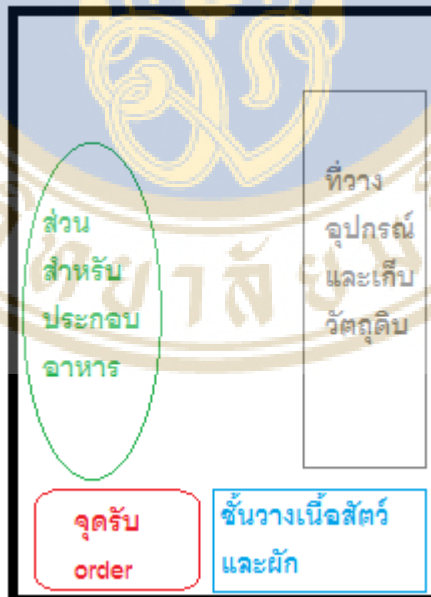 ส่วน
สำหรับ
ประกอบ
อาหาร
ที่วาง
อุปกรณ์
และเก็บ
วัตถุดิบ
จุดรับ
order
ชั้นวางเนื้อสัตว์
และผัก